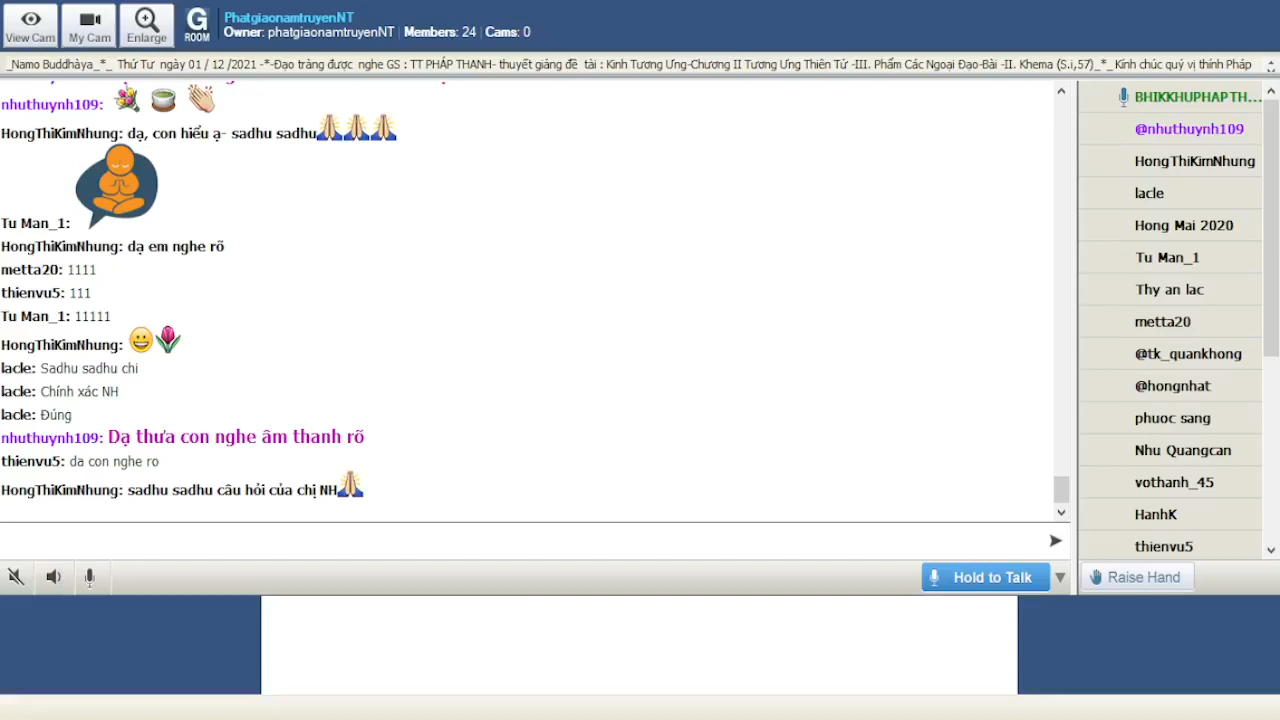 View Cam
My Cam
Enlarge
G
ROOM
PhatgiaonamtruyenNT
Owner: phatgiaonamtruyenNT | Members: 24 | Cams: 0
_Namo Buddhàya_*_ Thứ Tư ngày 01 / 12 /2021 -*-Đạo tràng được nghe GS : TT PHÁP THANH- thuyết giảng đề tài : Kinh Tương Ưng-Chương II Tương Ưng Thiên Tử -III. Phẩm Các Ngoại Đạo-Bài -II. Khema (S.i,57)_*_Kính chúc quý vị thính Pháp
nhuthuynh109:
HongThiKimNhung: dạ, con hiểu ạ- sadhu sadhu
Tu Man_1:
HongThiKimNhung: dạ em nghe rõ
metta20: 1111
thienvu5: 111
Tu Man_1: 11111
HongThiKimNhung:
lacle: Sadhu sadhu chi
lacle: Chính xác NH
lacle: Đúng
nhuthuynh109: Dạ thưa con nghe âm thanh rõ
thienvu5: da con nghe ro
HongThiKimNhung: sadhu sadhu câu hỏi của chị NH
Hold to Talk
BHIKKHUPHAPTH...
@nhuthuynh109
HongThiKimNhung
lacle
Hong Mai 2020
Tu Man_1
Thy an lac
metta20
@tk_quankhong
@hongnhat
phuoc sang
Nhu Quangcan
vothanh_45
HanhK
thienvu5
Raise Hand